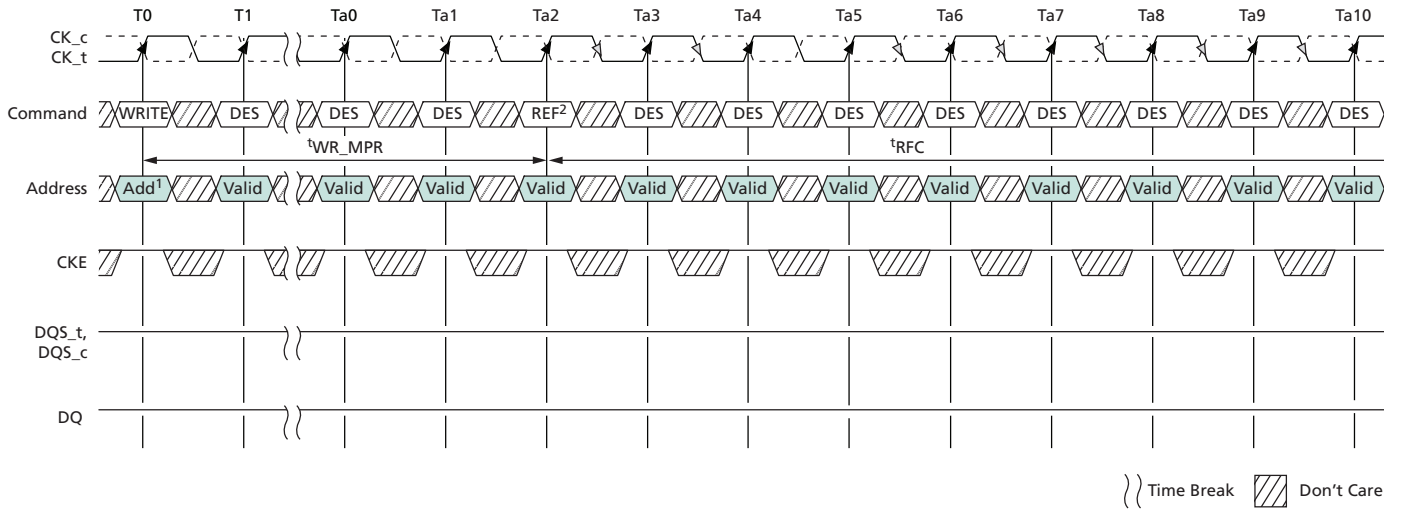 T0 T1 Ta0 Ta1 Ta2 Ta3 Ta4 Ta5 Ta6 Ta7 Ta8 Ta9 Ta10
CK_c
CK_t
Command WRITE DES DES DES REF² DES DES DES DES DES DES DES DES
ᵗWR_MPR ᵗRFC
Address Add¹ Valid Valid Valid Valid Valid Valid Valid Valid Valid Valid Valid Valid
CKE
DQS_t,
DQS_c
DQ
Time Break Don't Care